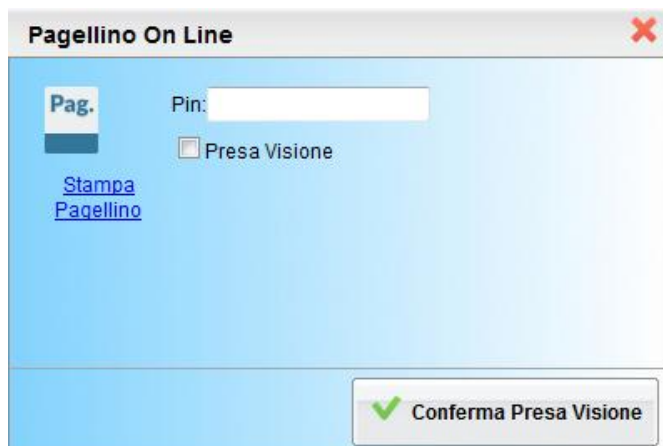 Pagellino On Line
Pag.
Pin:
Presa Visione
Stampa
Pagellino
Conferma Presa Visione